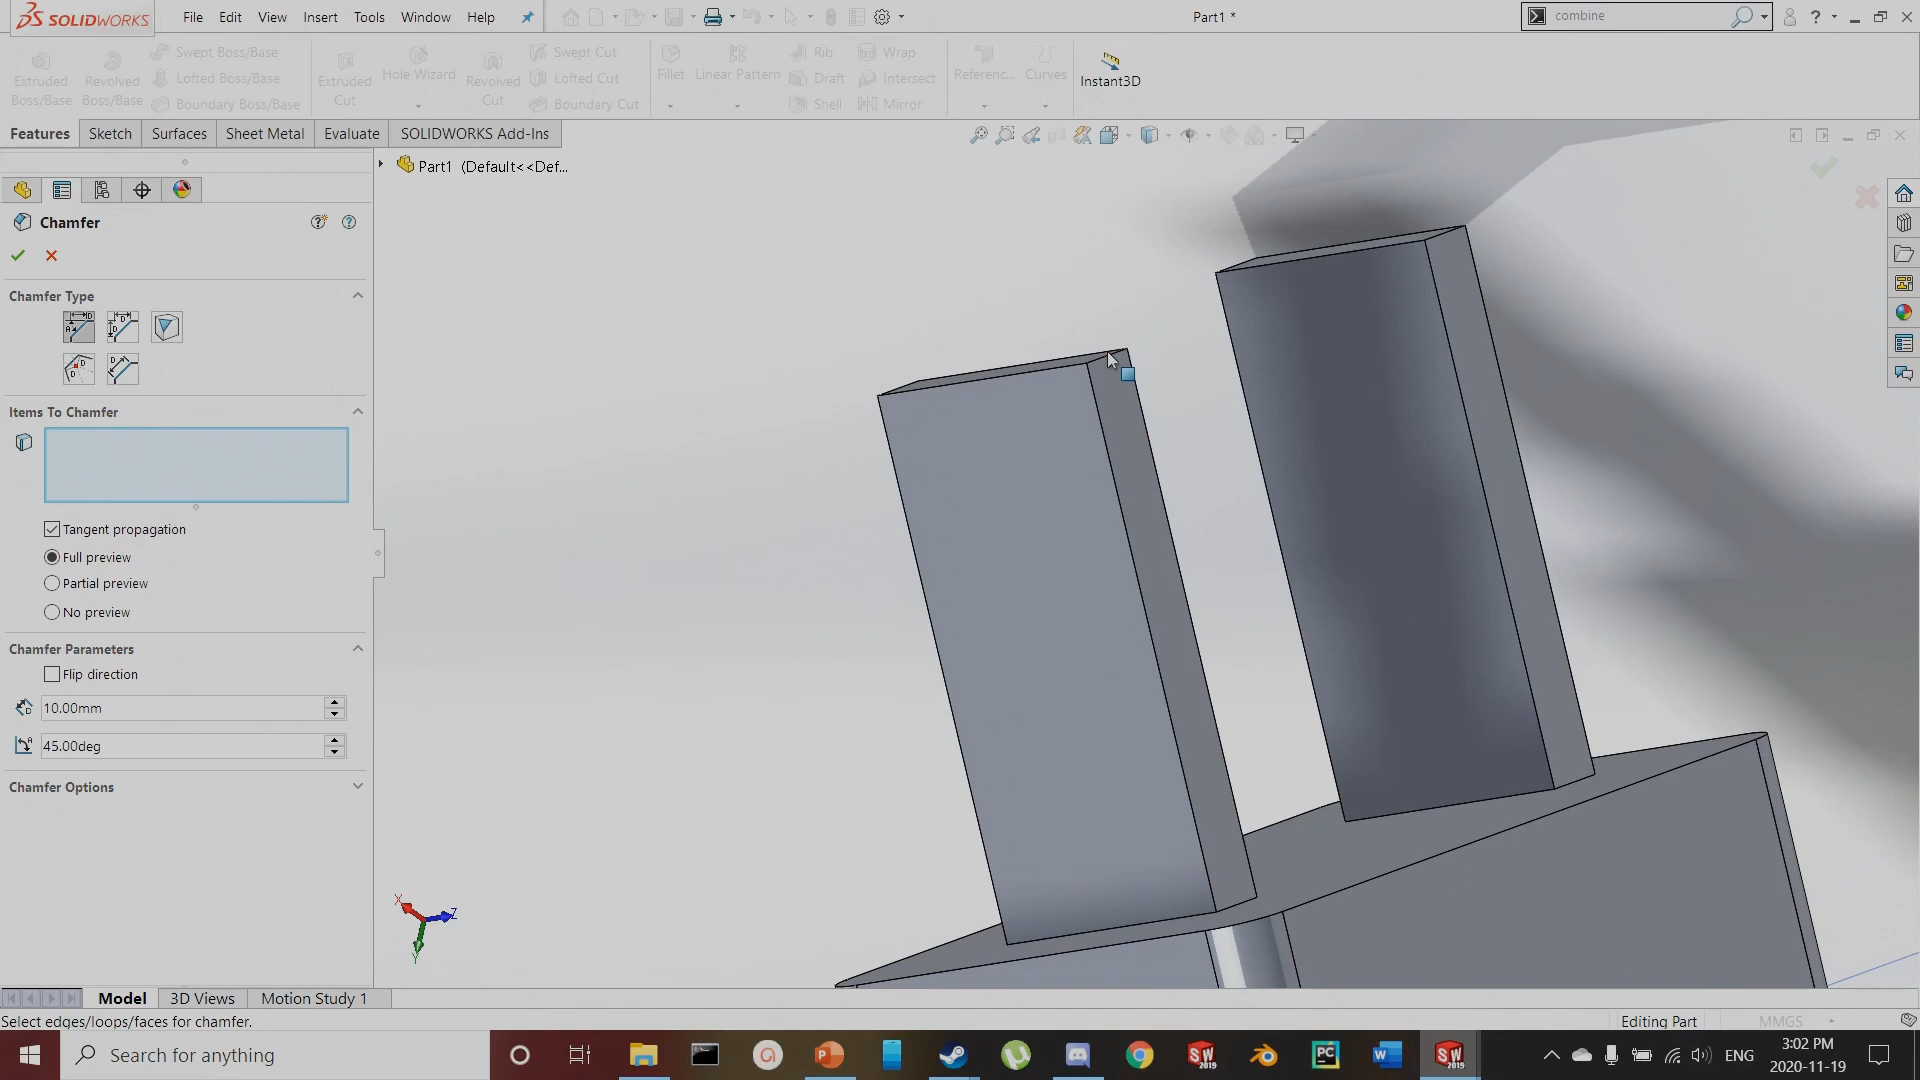 SOLIDWORKS File Edit View Insert Tools Window Help Part1 * combine
Extruded Boss/Base
Revolved Boss/Base
Swept Boss/Base
Lofted Boss/Base
Boundary Boss/Base
Extruded Cut
Hole Wizard
Revolved Cut
Swept Cut
Lofted Cut
Boundary Cut
Fillet
Linear Pattern
Rib
Draft
Shell
Wrap
Intersect
Mirror
Referenc...
Curves
Instant3D
Features Sketch Surfaces Sheet Metal Evaluate SOLIDWORKS Add-Ins
Part1 (Default<<Def...
Chamfer
Chamfer Type
Items To Chamfer
Tangent propagation
Full preview
Partial preview
No preview
Chamfer Parameters
Flip direction
10.00mm
45.00deg
Chamfer Options
X
Z
Y
Model 3D Views Motion Study 1
Select edges/loops/faces for chamfer. Editing Part MMGS
Search for anything
ENG
3:02 PM
2020-11-19